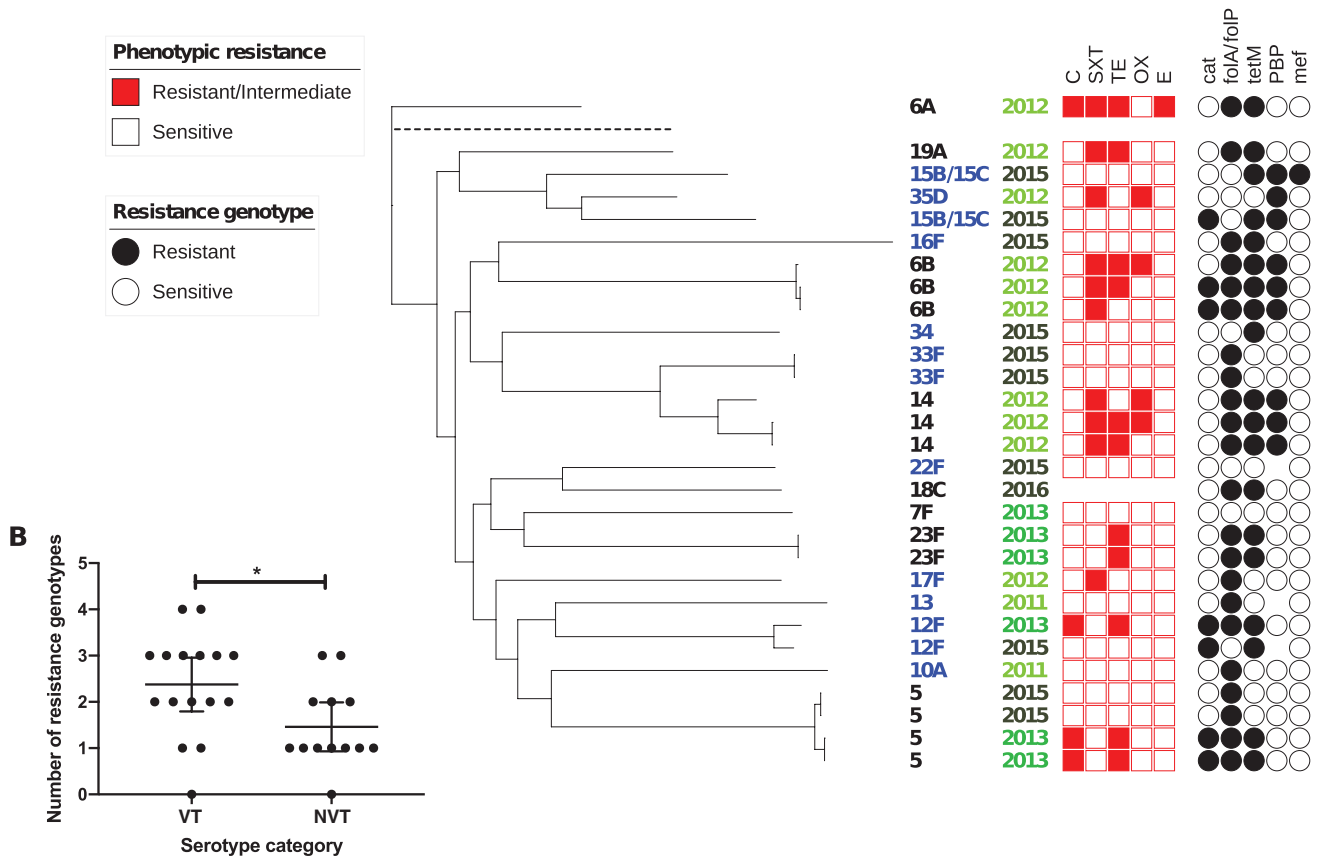 Phenotypic resistance
Resistant/Intermediate
Sensitive
Resistance genotype
Resistant
Sensitive
C SXT TE OX E cat folA/folP tetM PBP mef
6A 2012
19A 2012
15B/15C 2015
35D 2012
15B/15C 2015
16F 2015
6B 2012
6B 2012
6B 2012
34 2015
33F 2015
33F 2015
14 2012
14 2012
14 2012
22F 2015
18C 2016
7F 2013
23F 2013
23F 2013
17F 2012
13 2011
12F 2013
12F 2015
10A 2011
5 2015
5 2015
5 2013
5 2013
B
Number of resistance genotypes
5
4
3
2
1
0
*
VT NVT
Serotype category